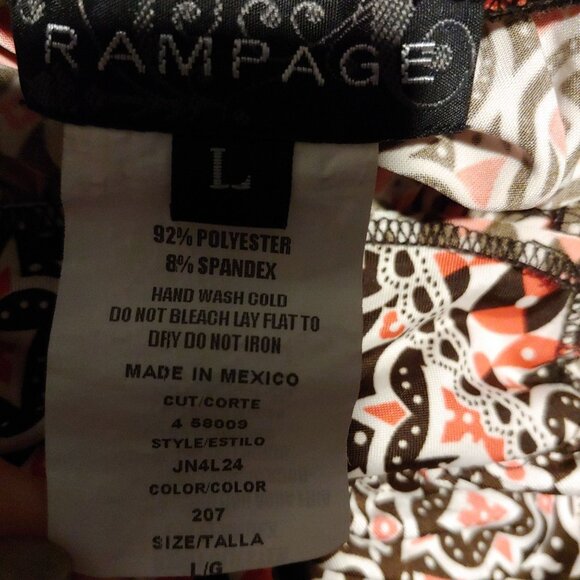 RAMPAGE
L
92% POLYESTER
8% SPANDEX
HAND WASH COLD
DO NOT BLEACH LAY FLAT TO
DRY DO NOT IRON
MADE IN MEXICO
CUT/CORTE
4 58009
STYLE/ESTILO
JN4L24
COLOR/COLOR
207
SIZE/TALLA
L/G